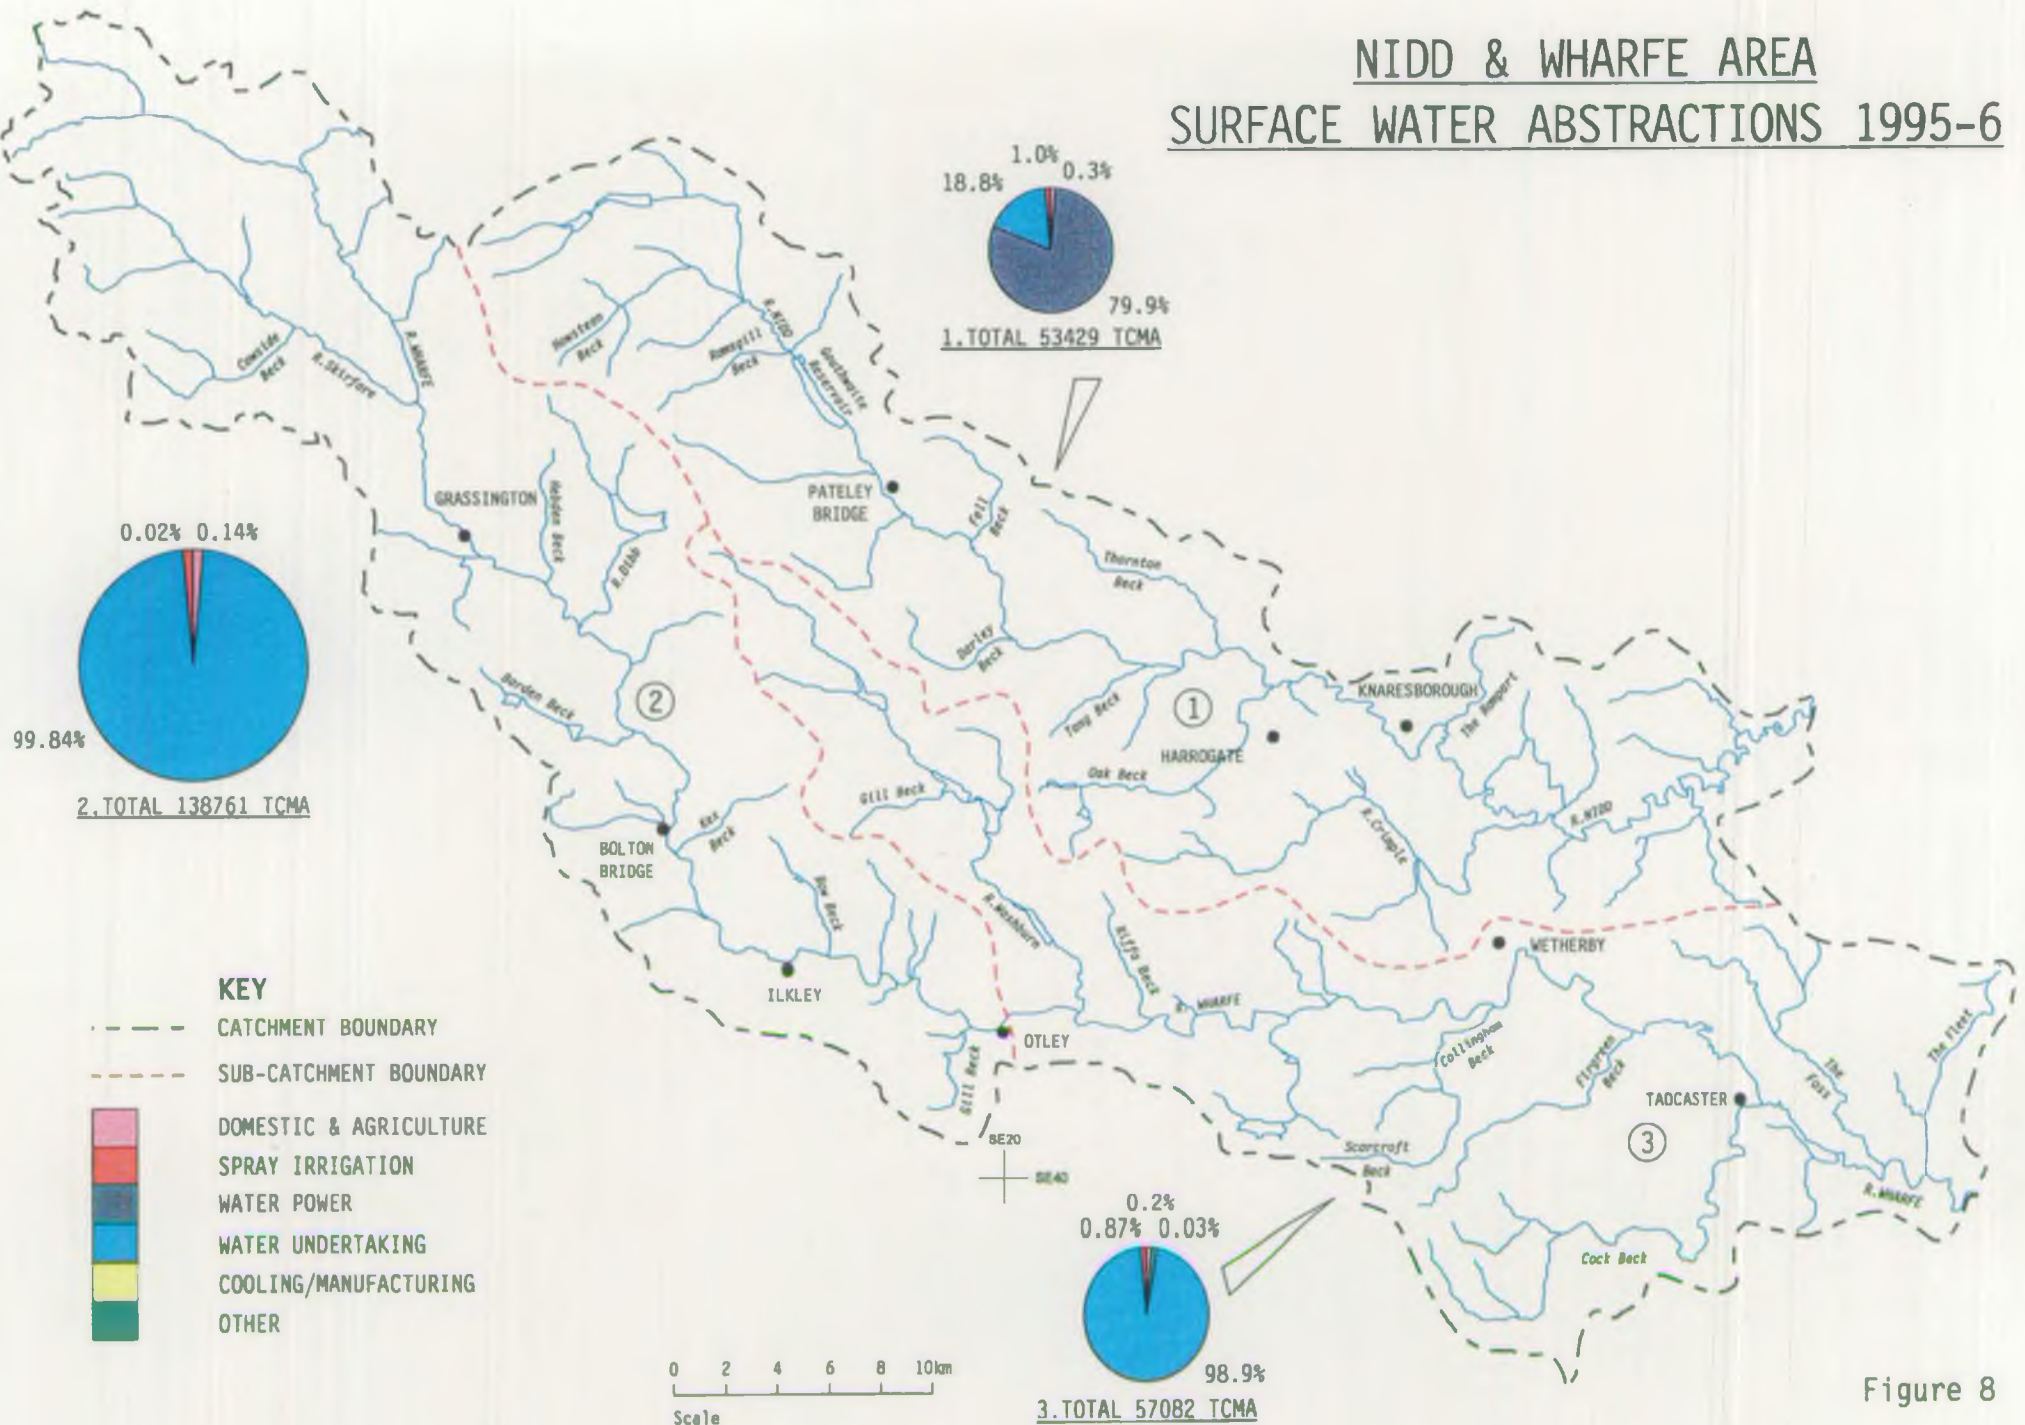 NIDD & WHARFE AREA
SURFACE WATER ABSTRACTIONS 1995-6
1.0%
0.3%
18.8%
79.9%
1.TOTAL 53429 TCMA
Howstean
Beck
Ramsgill
Beck
R.NIDD
Gouthwaite
Reservoir
Cowside
Beck
R.Skirfare
R.WHARFE
GRASSINGTON
Hebden Beck
R.Dibb
PATELEY
BRIDGE
Fell
Beck
Thornton
Beck
0.02% 0.14%
99.84%
2.TOTAL 138761 TCMA
Darley
Beck
Barden Beck
2
Tang Beck
1
HARROGATE
KNARESBOROUGH
The Rampart
Oak Beck
Gill Beck
R.Crimple
R.NIDD
Kex
Beck
BOLTON
BRIDGE
Dow Beck
R.Washburn
Riffa Beck
WETHERBY
ILKLEY
R. WHARFE
OTLEY
Gill Beck
Collingham
Beck
Firgreen
Beck
The
Foss
The Fleet
TADCASTER
3
Scarcroft
Beck
R.WHARFE
Cock Beck
SE20
SE40
KEY
CATCHMENT BOUNDARY
SUB-CATCHMENT BOUNDARY
DOMESTIC & AGRICULTURE
SPRAY IRRIGATION
WATER POWER
WATER UNDERTAKING
COOLING/MANUFACTURING
OTHER
0.2%
0.87% 0.03%
98.9%
3.TOTAL 57082 TCMA
0 2 4 6 8 10km
Scale
Figure 8